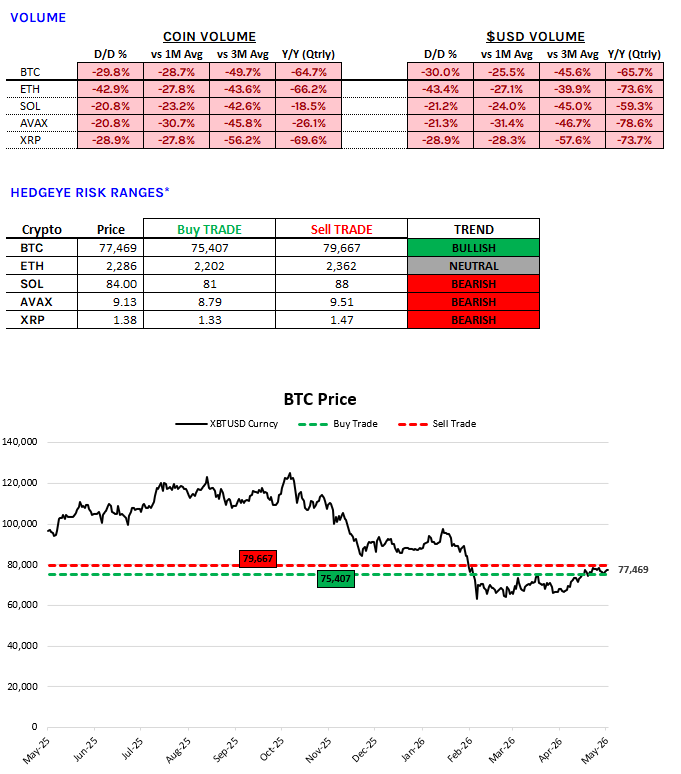 VOLUME
COIN VOLUME $USD VOLUME
D/D % vs 1M Avg vs 3M Avg Y/Y (Qtrly) D/D % vs 1M Avg vs 3M Avg Y/Y (Qtrly)
BTC -29.8% -28.7% -49.7% -64.7% -30.0% -25.5% -45.6% -65.7%
ETH -42.9% -27.8% -43.6% -66.2% -43.4% -27.1% -39.9% -73.6%
SOL -20.8% -23.2% -42.6% -18.5% -21.2% -24.0% -45.0% -59.3%
AVAX -20.8% -30.7% -45.8% -26.1% -21.3% -31.4% -46.7% -78.6%
XRP -28.9% -27.8% -56.2% -69.6% -28.9% -28.3% -57.6% -73.7%
HEDGEYE RISK RANGES*
Crypto Price Buy TRADE Sell TRADE TREND
BTC 77,469 75,407 79,667 BULLISH
ETH 2,286 2,202 2,362 NEUTRAL
SOL 84.00 81 88 BEARISH
AVAX 9.13 8.79 9.51 BEARISH
XRP 1.38 1.33 1.47 BEARISH
BTC Price
XBTUSD Curncy Buy Trade Sell Trade
140,000
120,000
100,000
80,000
60,000
40,000
20,000
0
79,667
75,407
77,469
May-25 Jun-25 Jul-25 Aug-25 Sep-25 Oct-25 Nov-25 Dec-25 Jan-26 Feb-26 Mar-26 Apr-26 May-26